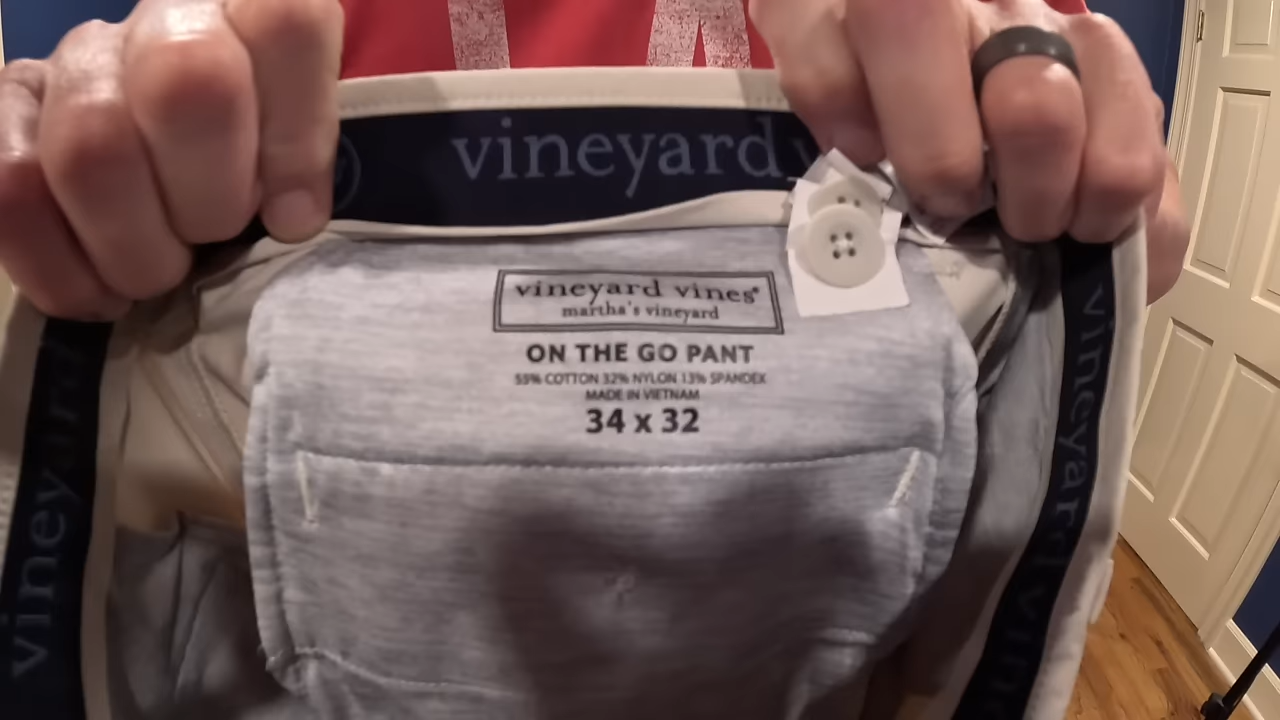 vineyard
vineyard vines®
martha's vineyard
ON THE GO PANT
55% COTTON 32% NYLON 13% SPANDEX
MADE IN VIETNAM
34 x 32
vineyard
vineyard vin